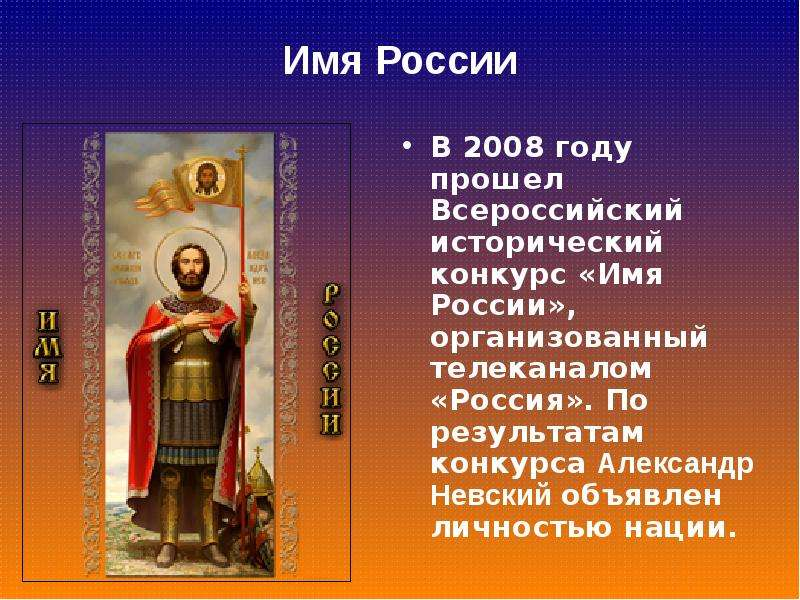 Имя России
ИМЯ
РОССИИ
• В 2008 году
прошел
Всероссийский
исторический
конкурс «Имя
России»,
организованный
телеканалом
«Россия». По
результатам
конкурса Александр
Невский объявлен
личностью нации.